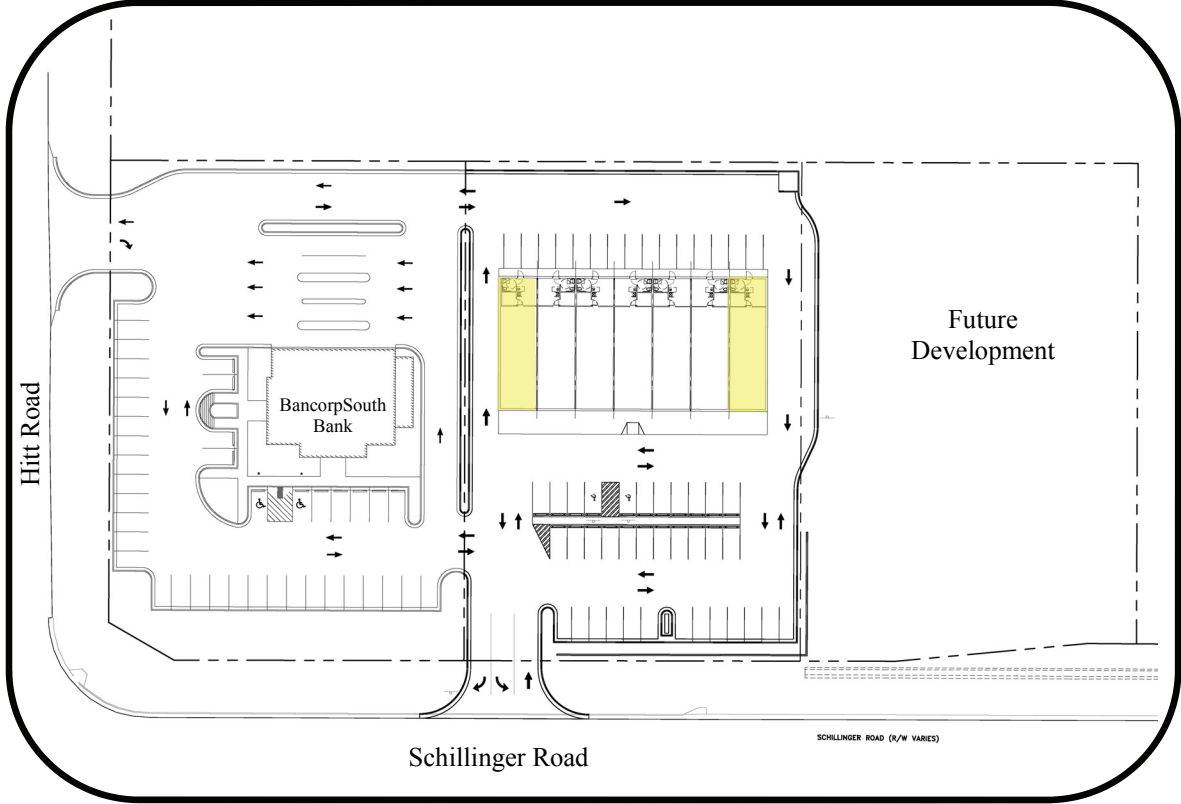 Future
Development
BancorpSouth
Bank
Hitt Road
SCHILLINGER ROAD (R/W VARIES)
Schillinger Road